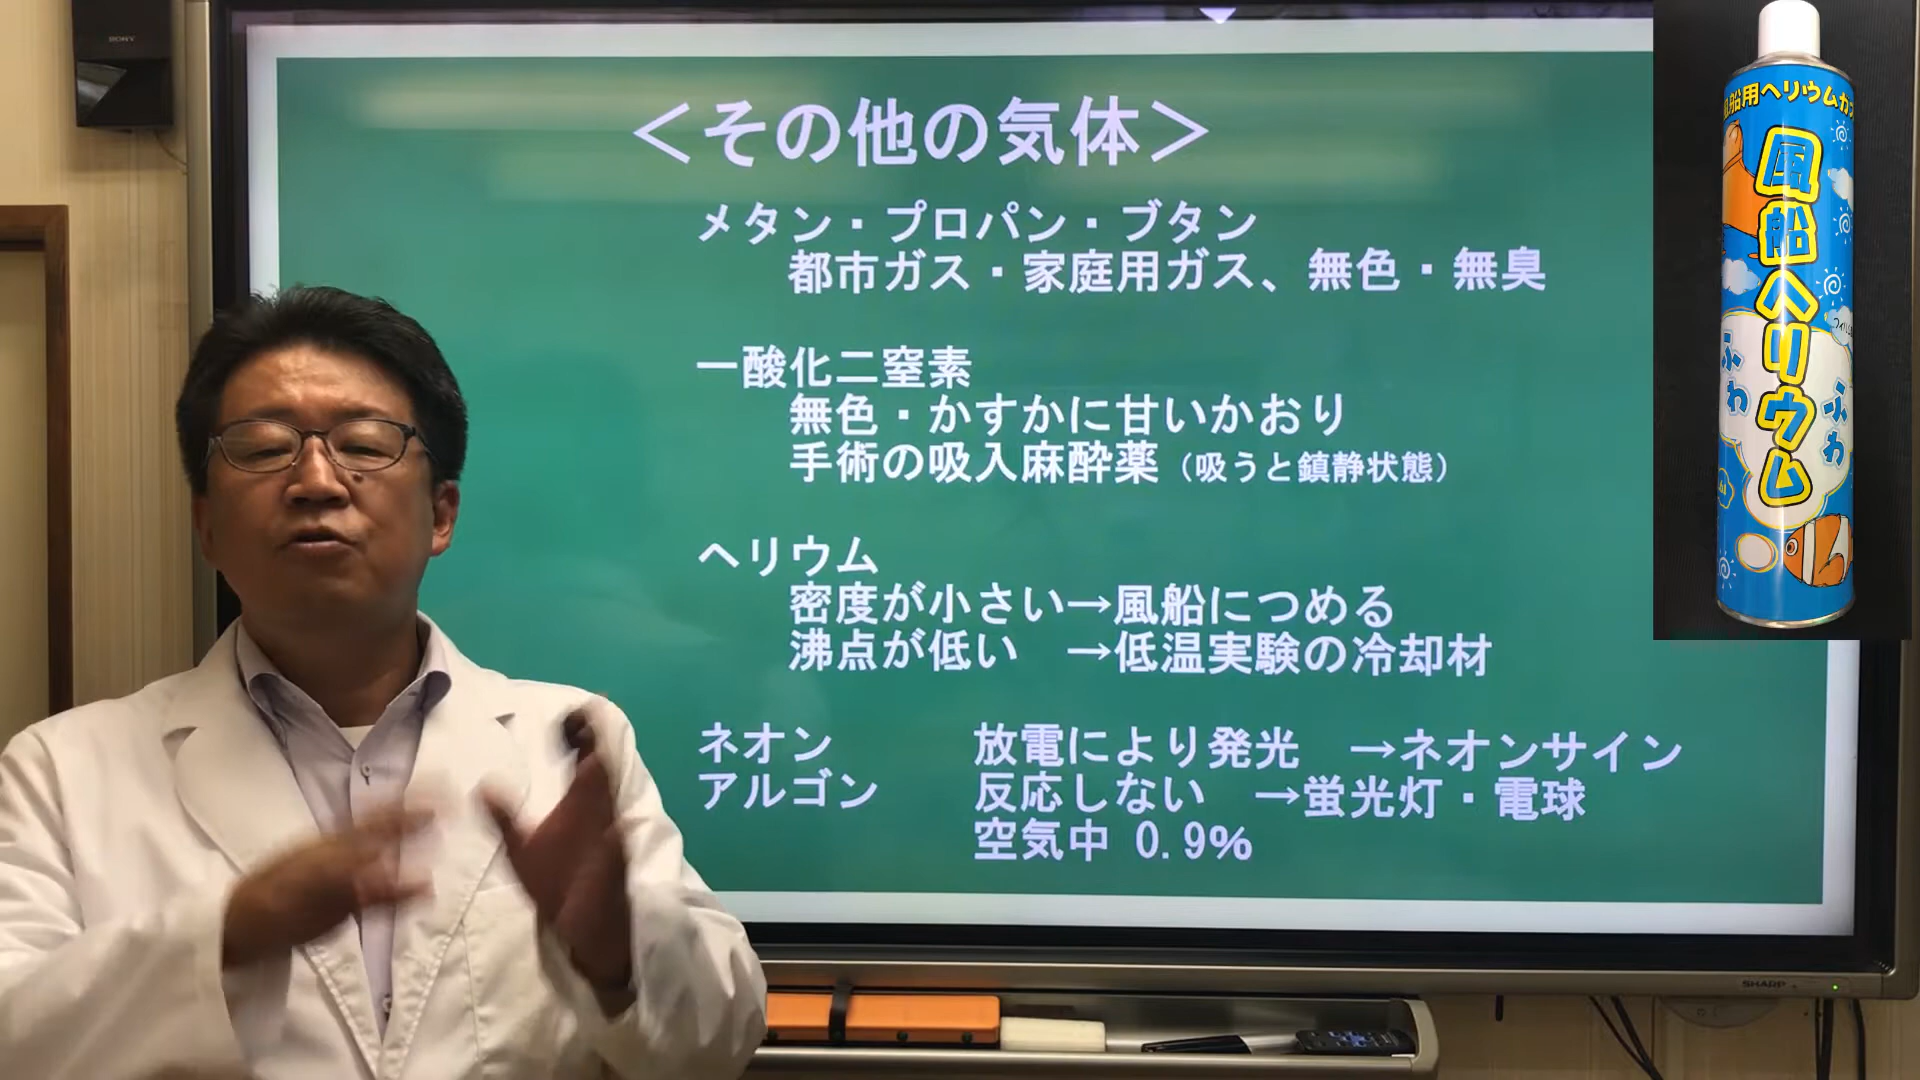 SONY
＜その他の気体＞
メタン・プロパン・ブタン
都市ガス・家庭用ガス、無色・無臭
一酸化二窒素
無色・かすかに甘いかおり
手術の吸入麻酔薬（吸うと鎮静状態）
ヘリウム
密度が小さい→風船につめる
沸点が低い　→低温実験の冷却材
ネオン　放電により発光　→ネオンサイン
アルゴン　反応しない　→蛍光灯・電球
空気中 0.9%
船用ヘリウム
風船ヘリウム
ふわ
ふわ
SHARP